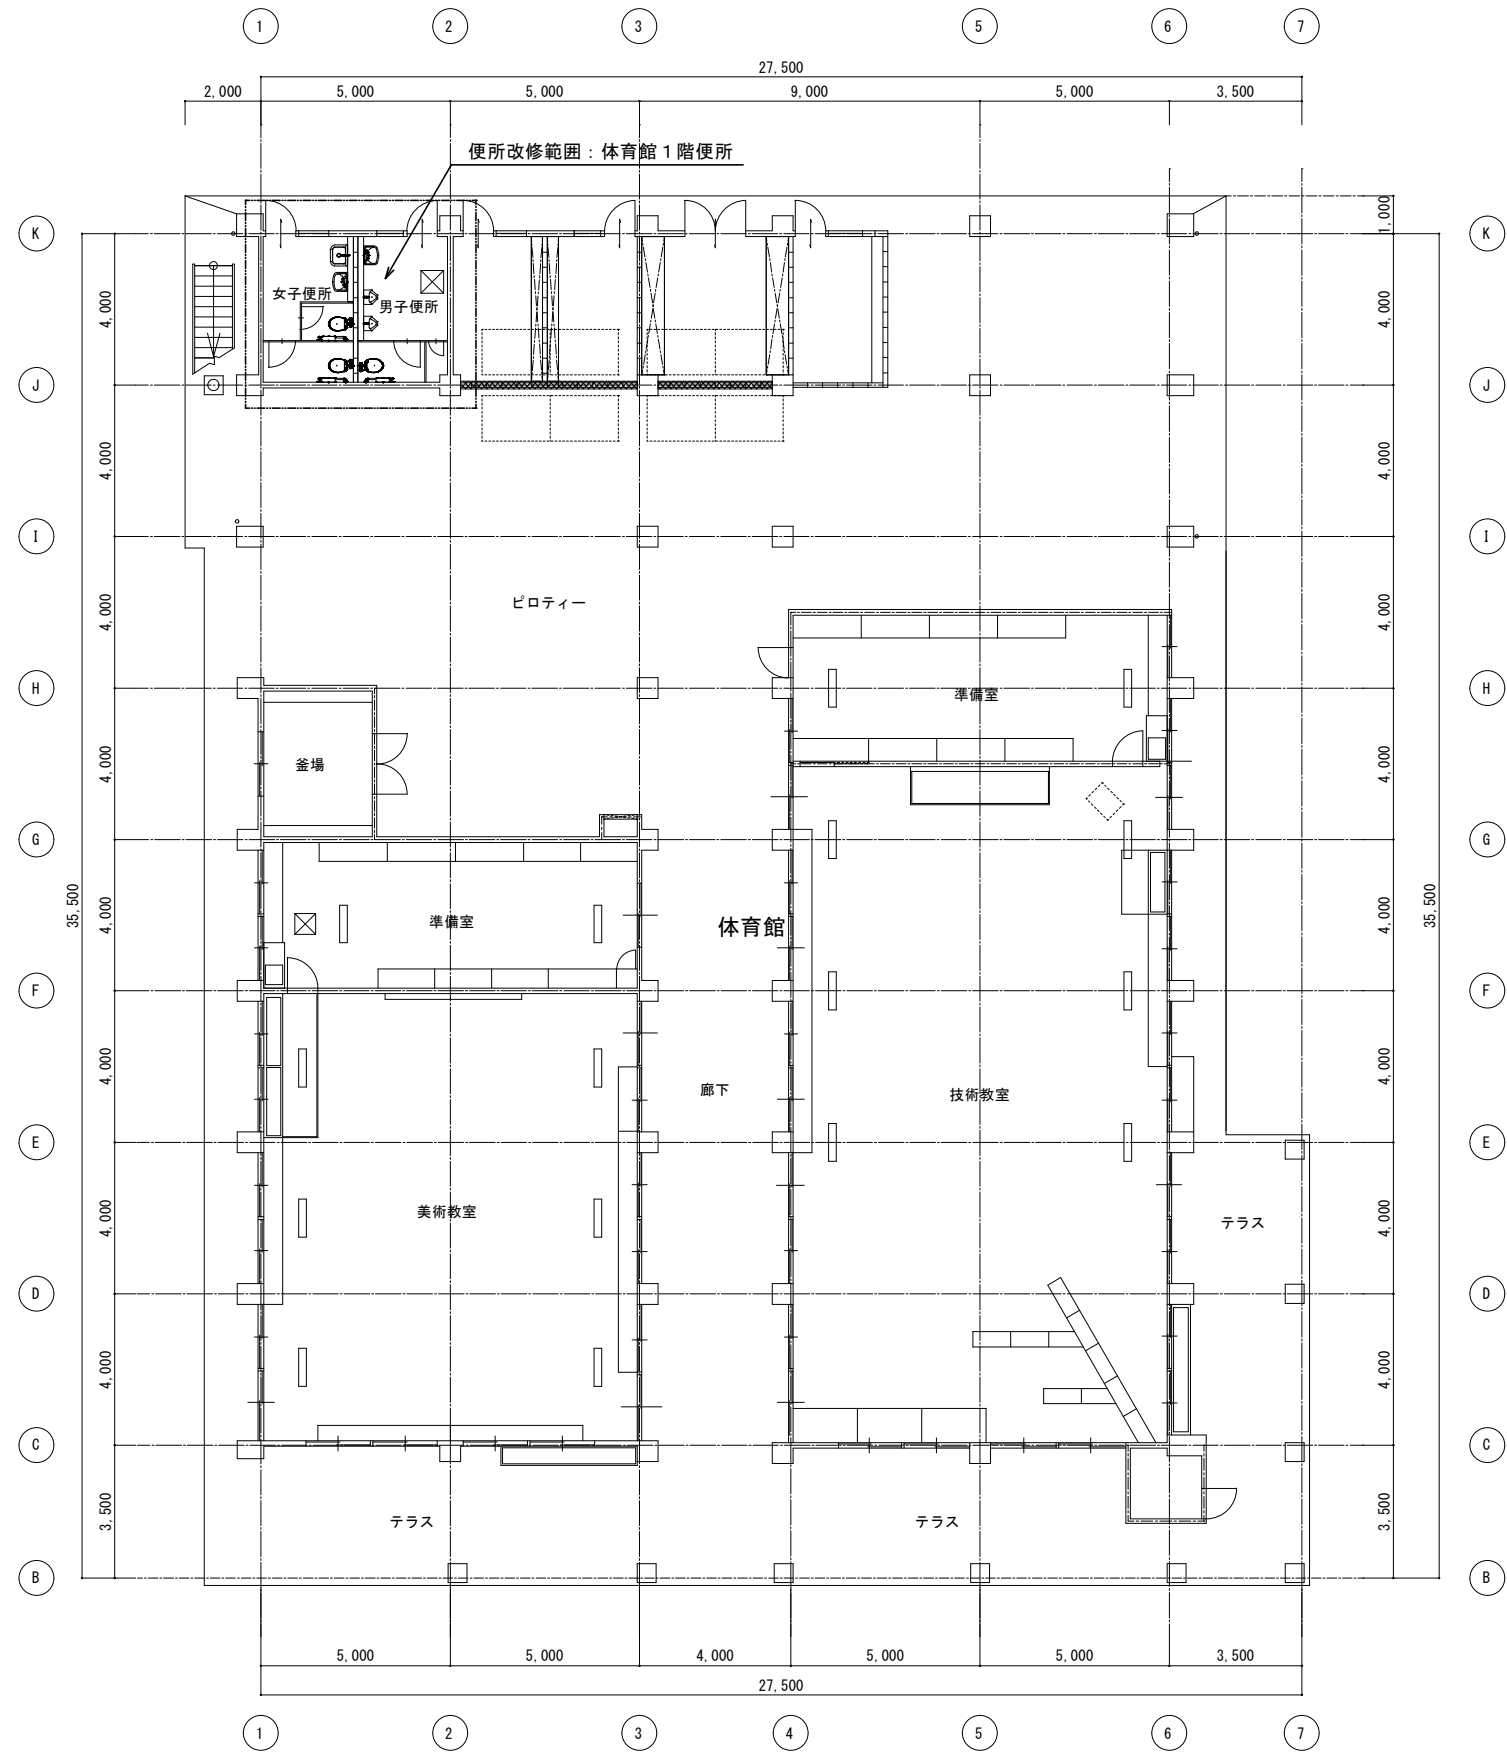 1 2 3 5 6 7
27,500
2,000 5,000 5,000 9,000 5,000 3,500
便所改修範囲：体育館１階便所
1,000
K K
女子便所 男子便所
4,000 4,000
J J
4,000 4,000
I I
ピロティー
4,000 4,000
H 準備室 H
釜場
4,000 4,000
G G
35,500 4,000 準備室 体育館 4,000 35,500
F F
4,000 廊下 技術教室 4,000
E E
4,000 美術教室 テラス 4,000
D D
4,000 4,000
C C
3,500 テラス テラス 3,500
B B
5,000 5,000 4,000 5,000 5,000 3,500
27,500
1 2 3 4 5 6 7